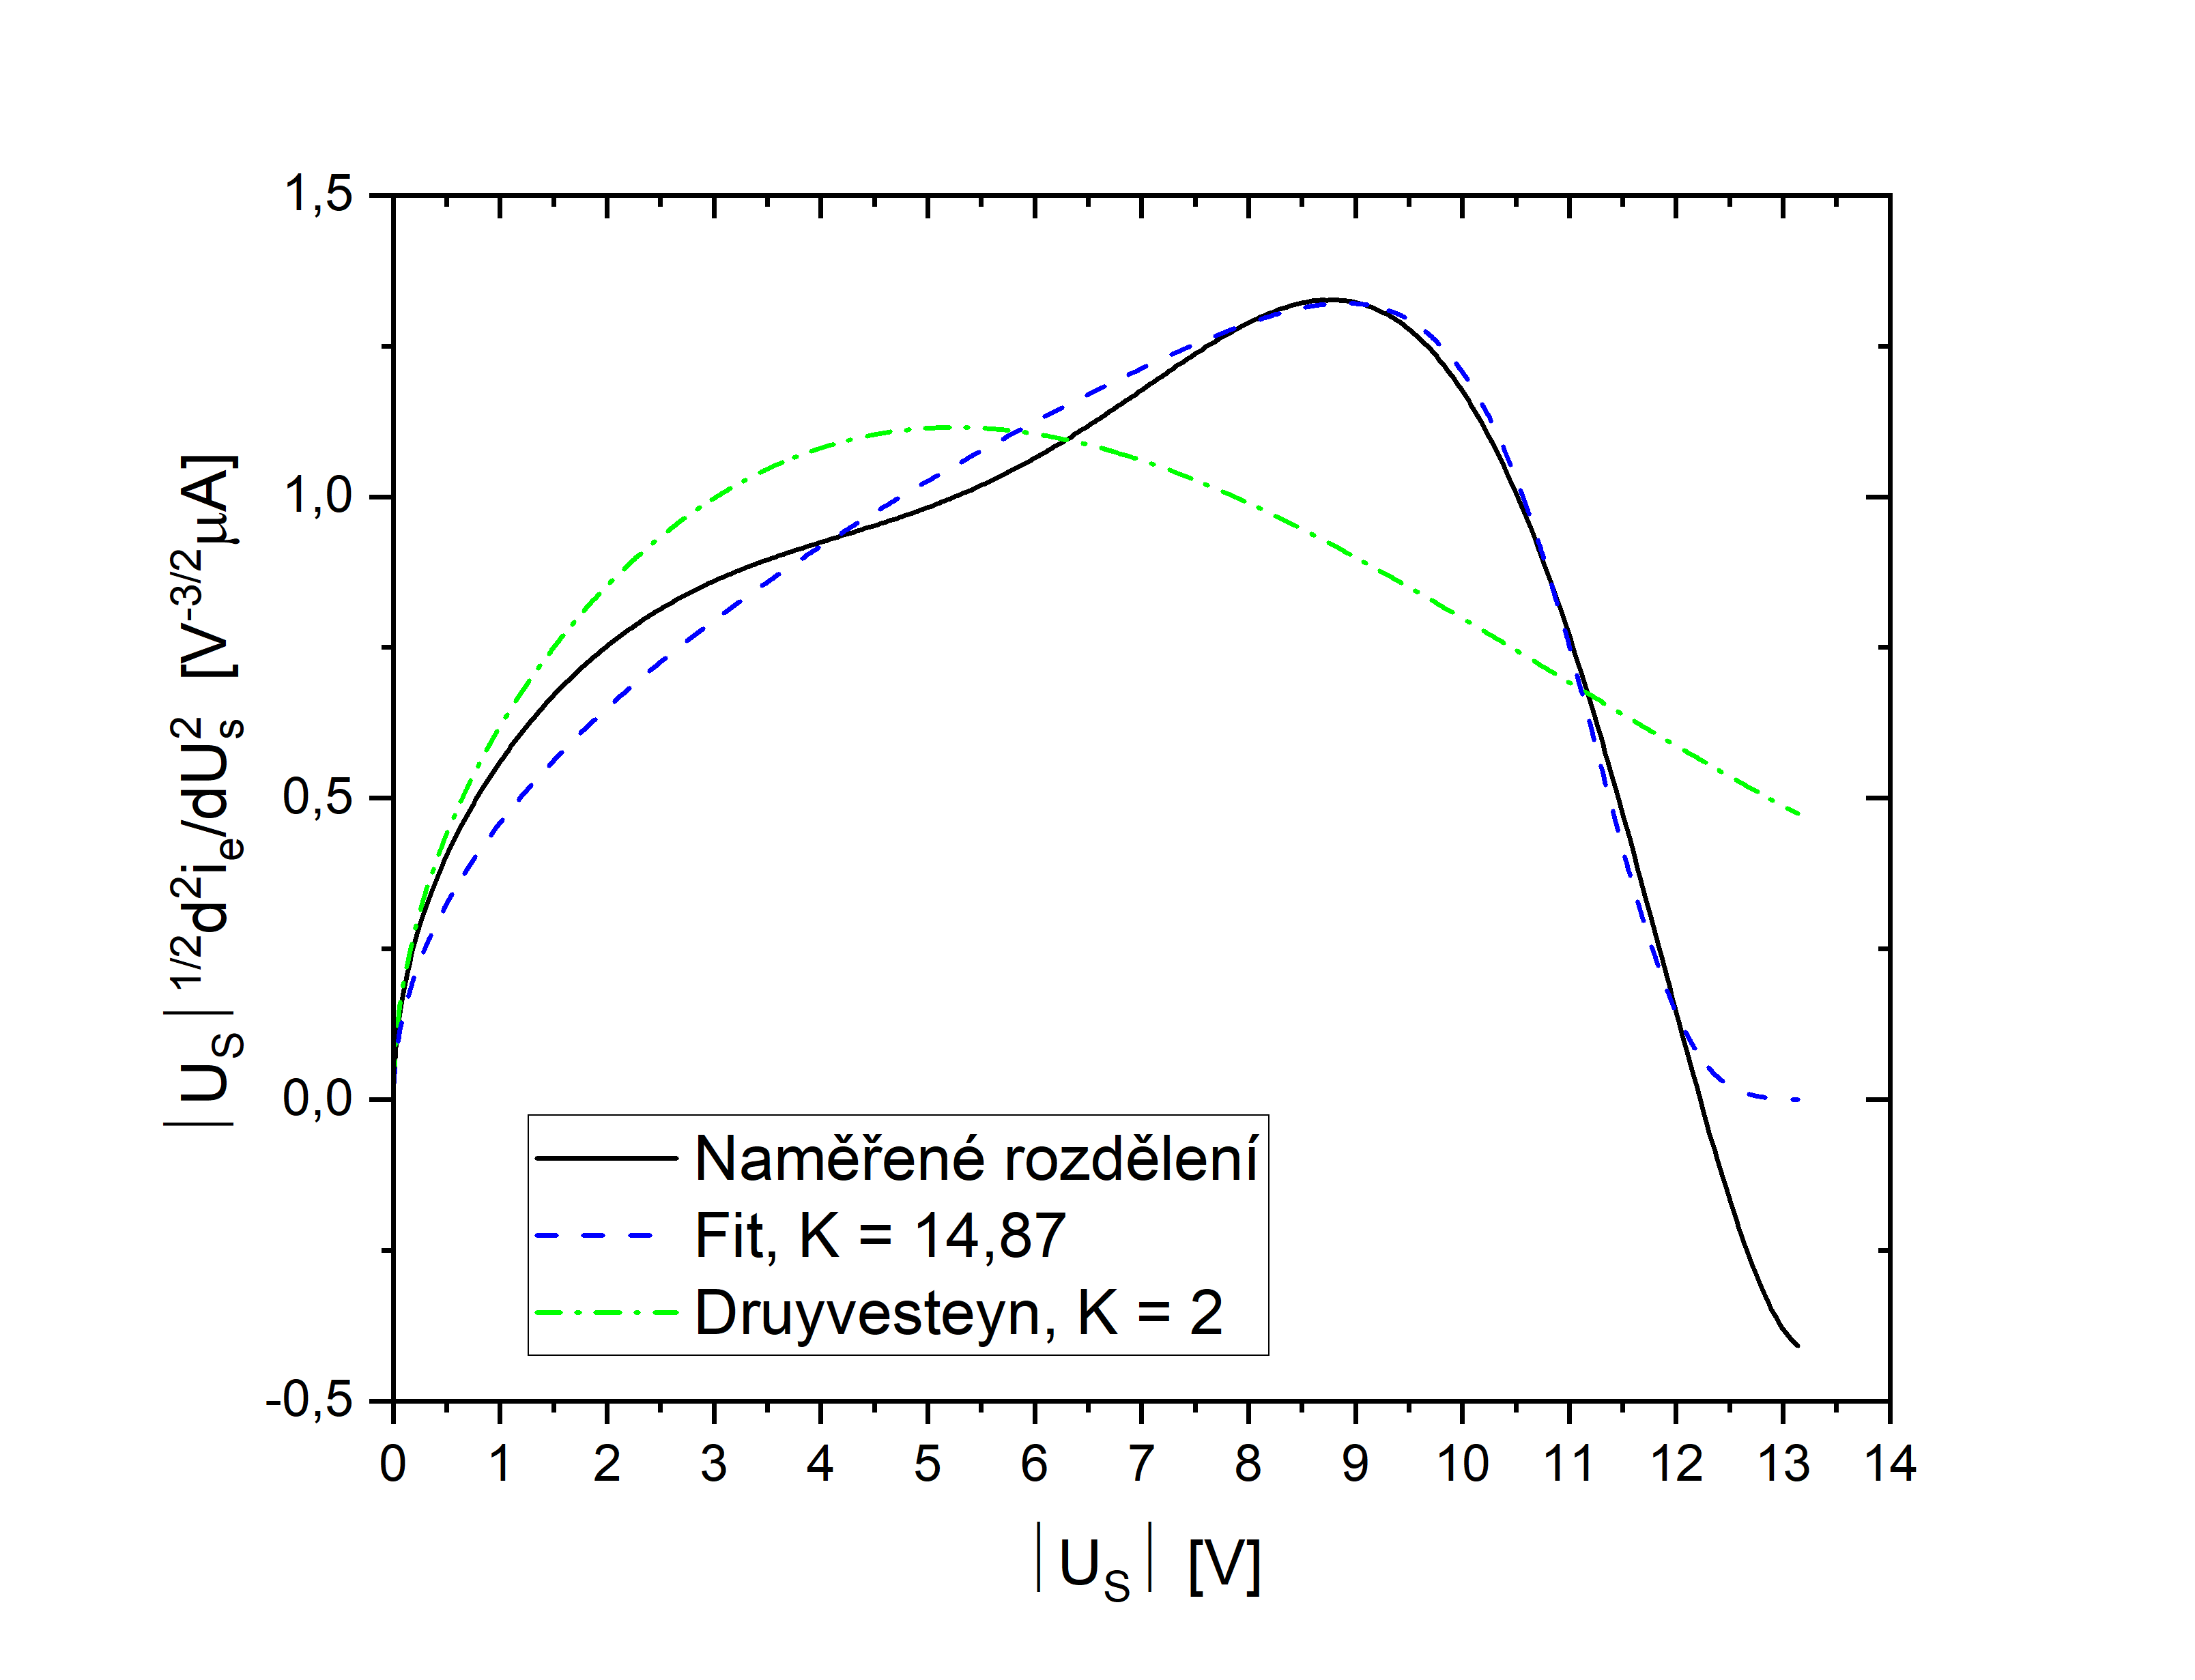 1,5
1,0
0,5
0,0
-0,5
|U_S|^1/2 d^2i_e/dU_s^2 [V^-3/2µA]
Naměřené rozdělení
Fit, K = 14,87
Druyvesteyn, K = 2
0 1 2 3 4 5 6 7 8 9 10 11 12 13 14
|U_S| [V]